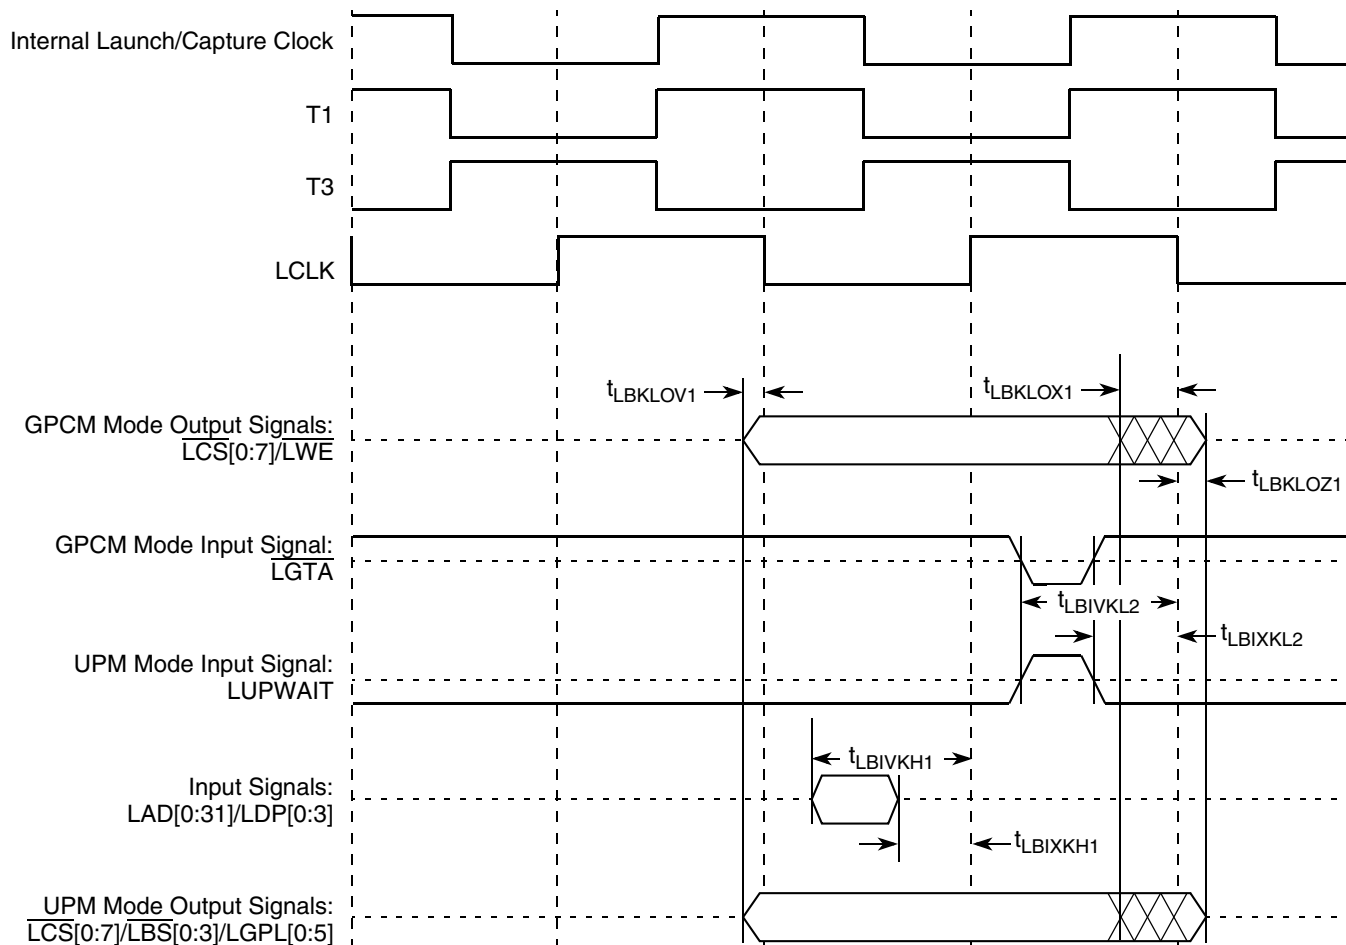 Internal Launch/Capture Clock
T1
T3
LCLK
tLBKLOV1
tLBKLOX1
GPCM Mode Output Signals:
LCS[0:7]/LWE
tLBKLOZ1
GPCM Mode Input Signal:
LGTA
tLBIVKL2
tLBIXKL2
UPM Mode Input Signal:
LUPWAIT
tLBIVKH1
Input Signals:
LAD[0:31]/LDP[0:3]
tLBIXKH1
UPM Mode Output Signals:
LCS[0:7]/LBS[0:3]/LGPL[0:5]